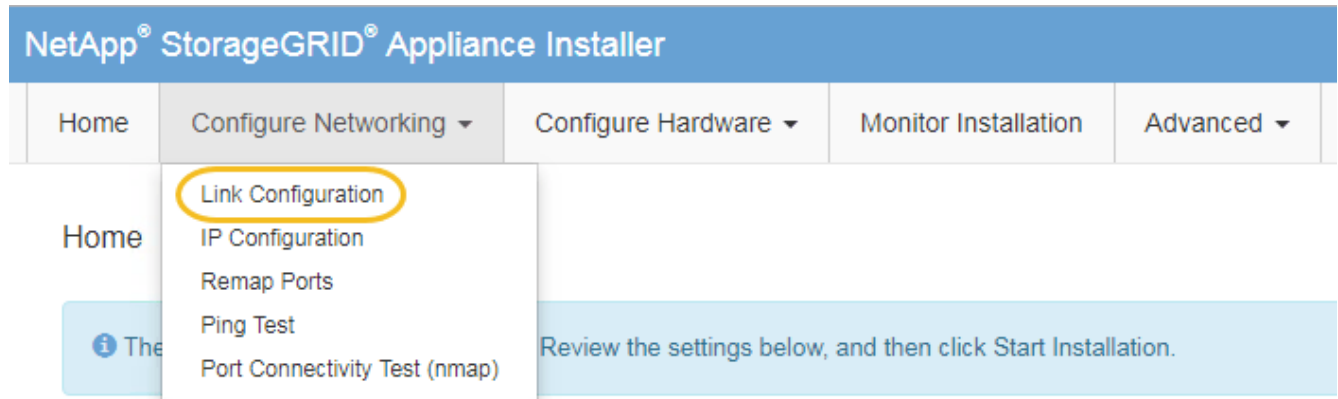 NetApp® StorageGRID® Appliance Installer
Home Configure Networking Configure Hardware Monitor Installation Advanced
Link Configuration
Home
IP Configuration
Remap Ports
Ping Test
The Review the settings below, and then click Start Installation.
Port Connectivity Test (nmap)